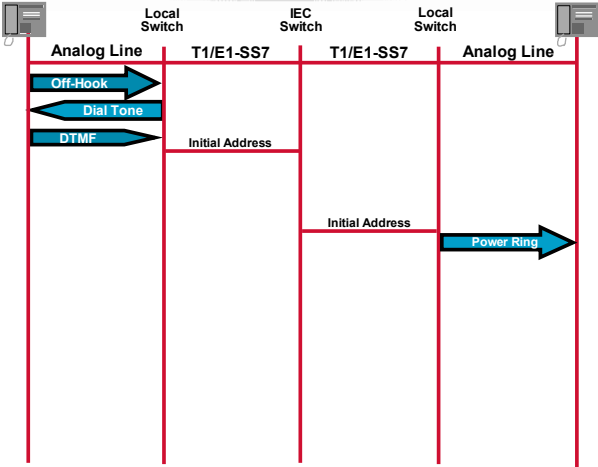 Local
Switch
IEC
Switch
Local
Switch
Analog Line
T1/E1-SS7
T1/E1-SS7
Analog Line
Off-Hook
Dial Tone
DTMF
Initial Address
Initial Address
Power Ring